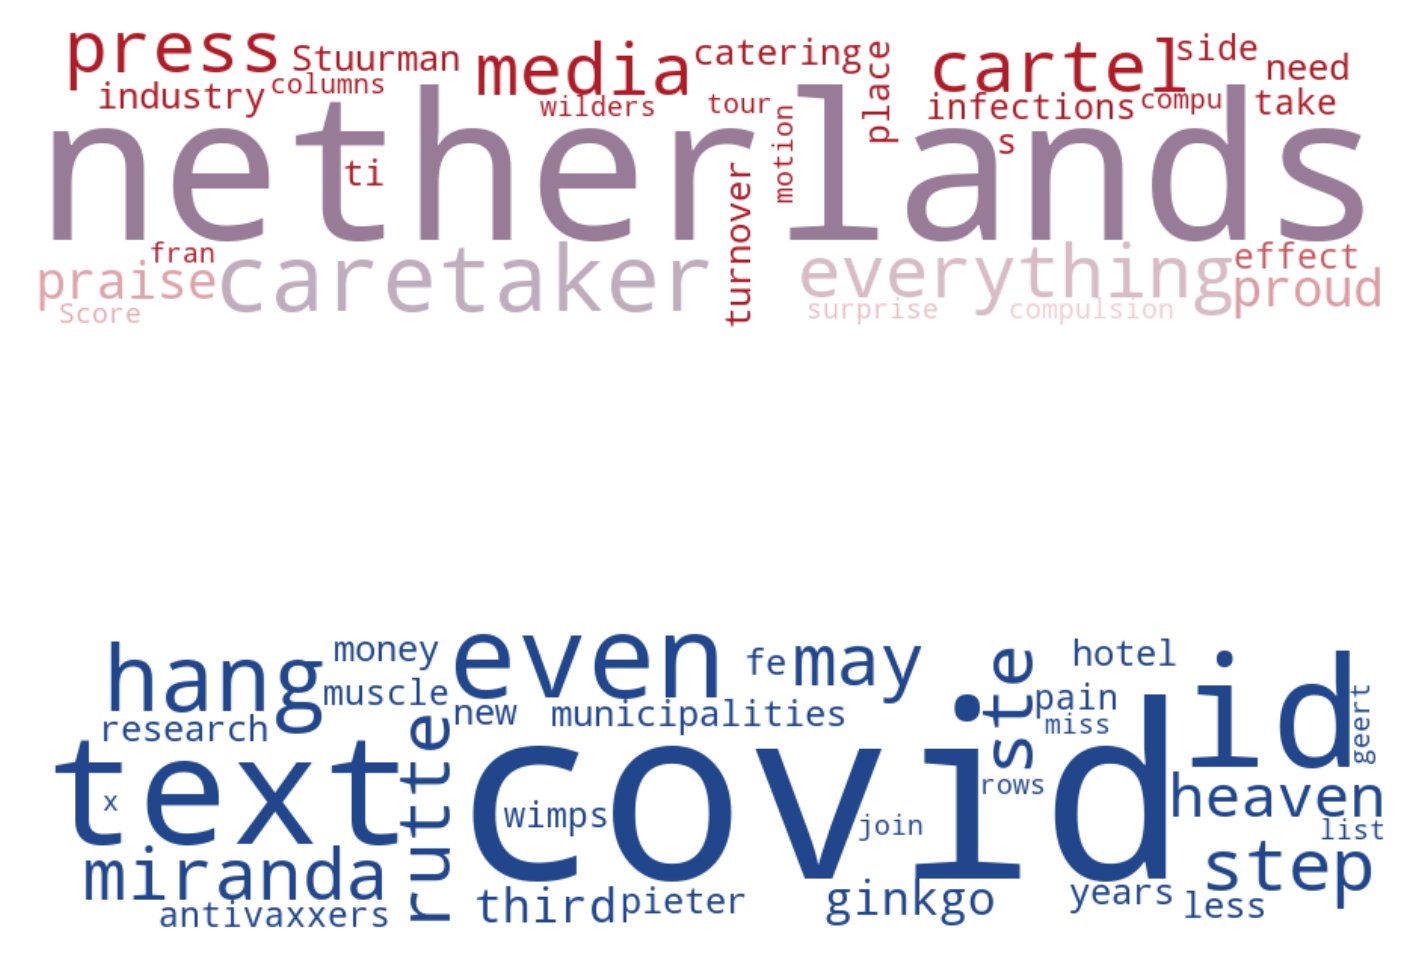 press
Stuurman
media
catering
place
cartel
side
need
industry
columns
wilders
tour
motion
infections
compu
take
netherlands
ti
s
turnover
fran
praise
caretaker
everything
effect
proud
Score
surprise
compulsion
hang
money
even
fe
may
ste
hotel
id
muscle
pain
geert
research
new
municipalities
miss
text
rutte
covid
rows
heaven
x
wimps
join
list
miranda
step
antivaxxers
third
pieter
ginkgo
years
less